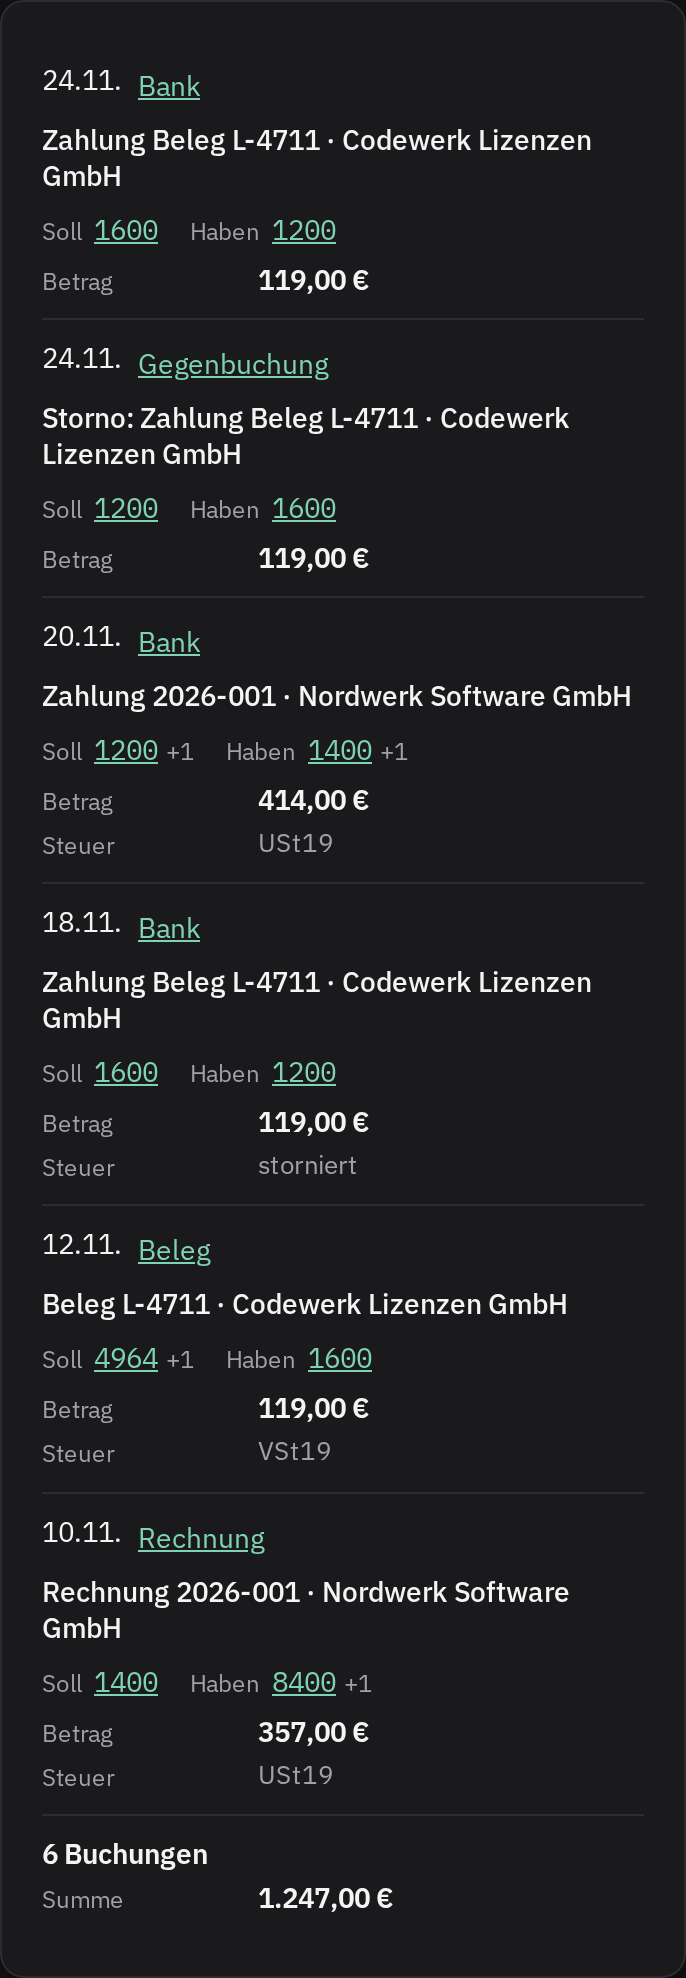 24.11. Bank
Zahlung Beleg L-4711 · Codewerk Lizenzen
GmbH
Soll 1600 Haben 1200
Betrag 119,00 €
24.11. Gegenbuchung
Storno: Zahlung Beleg L-4711 · Codewerk
Lizenzen GmbH
Soll 1200 Haben 1600
Betrag 119,00 €
20.11. Bank
Zahlung 2026-001 · Nordwerk Software GmbH
Soll 1200 +1 Haben 1400 +1
Betrag 414,00 €
Steuer USt19
18.11. Bank
Zahlung Beleg L-4711 · Codewerk Lizenzen
GmbH
Soll 1600 Haben 1200
Betrag 119,00 €
Steuer storniert
12.11. Beleg
Beleg L-4711 · Codewerk Lizenzen GmbH
Soll 4964 +1 Haben 1600
Betrag 119,00 €
Steuer VSt19
10.11. Rechnung
Rechnung 2026-001 · Nordwerk Software
GmbH
Soll 1400 Haben 8400 +1
Betrag 357,00 €
Steuer USt19
6 Buchungen
Summe 1.247,00 €